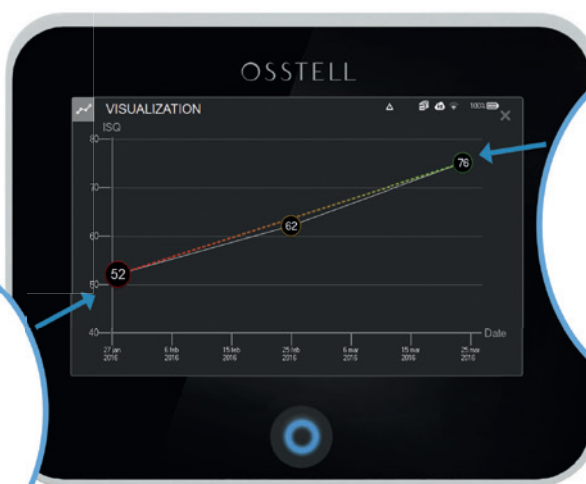 OSSTELL
VISUALIZATION
100%
ISQ
80
76
70
62
60
52
50
40
Date
27 jan 2016
6 feb 2016
15 feb 2016
25 feb 2016
6 mar 2016
15 mar 2016
25 mar 2016